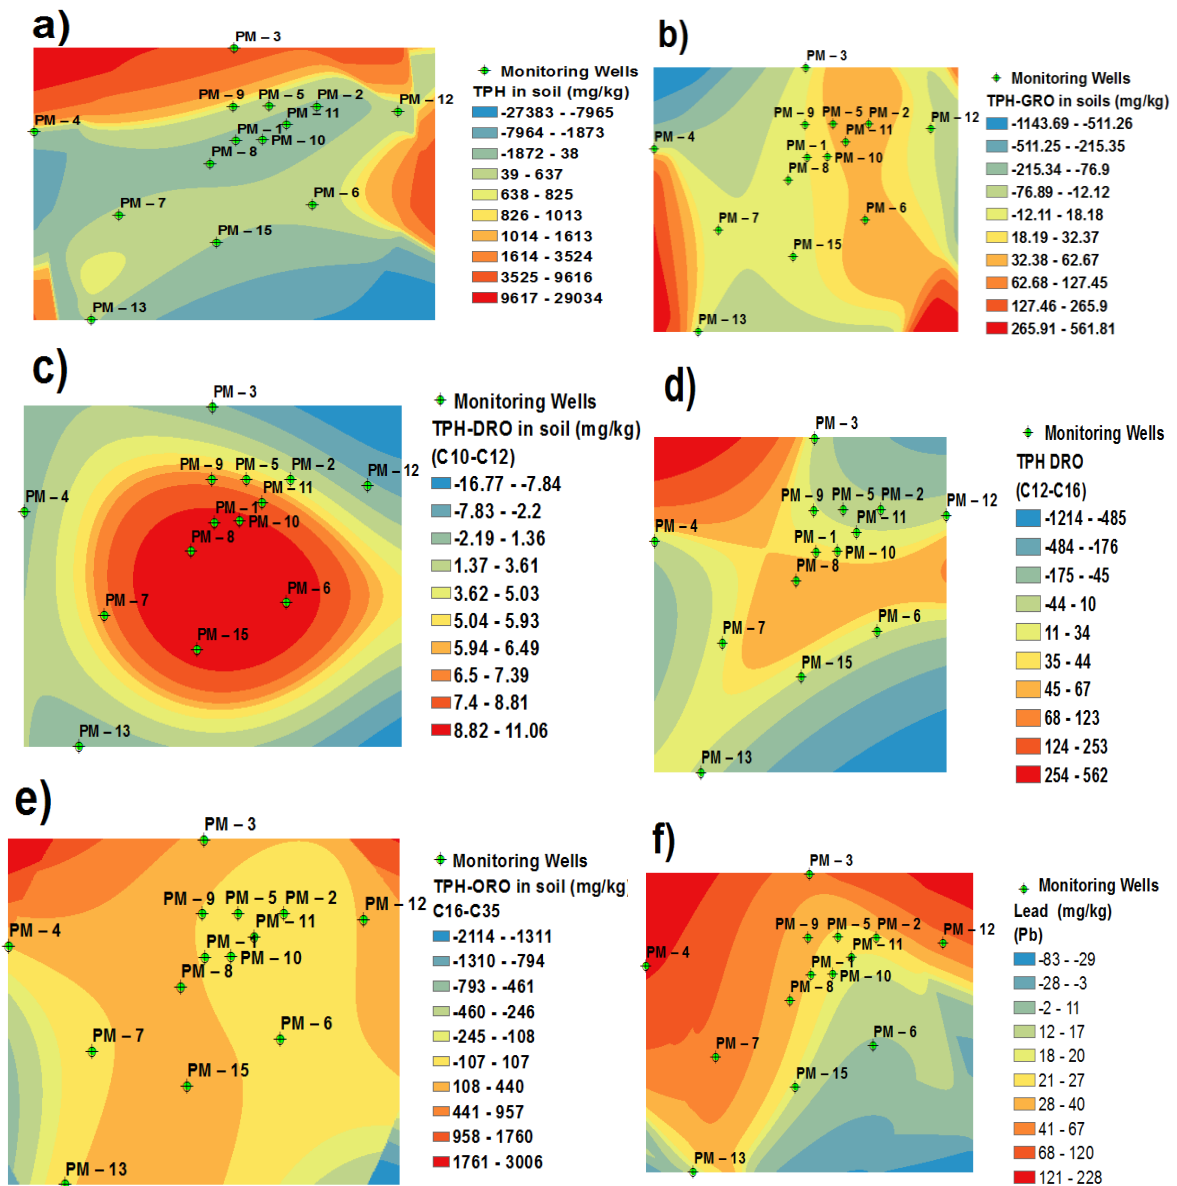 a)
PM – 3
Monitoring Wells
TPH in soil (mg/kg)
-27383 - -7965
-7964 - -1873
-1872 - 38
39 - 637
638 - 825
826 - 1013
1014 - 1613
1614 - 3524
3525 - 9616
9617 - 29034
PM – 9
PM – 5
PM – 2
PM – 12
PM – 4
PM – 11
PM – 1
PM – 10
PM – 8
PM – 6
PM – 7
PM – 15
PM – 13
b)
PM – 3
Monitoring Wells
TPH-GRO in soils (mg/kg)
-1143.69 - -511.26
-511.25 - -215.35
-215.34 - -76.9
-76.89 - -12.12
-12.11 - 18.18
18.19 - 32.37
32.38 - 62.67
62.68 - 127.45
127.46 - 265.9
265.91 - 561.81
PM – 9
PM – 5
PM – 2
PM – 12
PM – 4
PM – 11
PM – 1
PM – 10
PM – 8
PM – 6
PM – 7
PM – 15
PM – 13
c)
PM – 3
Monitoring Wells
TPH-DRO in soil (mg/kg)
(C10-C12)
-16.77 - -7.84
-7.83 - -2.2
-2.19 - 1.36
1.37 - 3.61
3.62 - 5.03
5.04 - 5.93
5.94 - 6.49
6.5 - 7.39
7.4 - 8.81
8.82 - 11.06
PM – 9
PM – 5
PM – 2
PM – 12
PM – 4
PM – 11
PM – 1
PM – 10
PM – 8
PM – 6
PM – 7
PM – 15
PM – 13
d)
PM – 3
Monitoring Wells
TPH DRO
(C12-C16)
-1214 - -485
-484 - -176
-175 - -45
-44 - 10
11 - 34
35 - 44
45 - 67
68 - 123
124 - 253
254 - 562
PM – 9
PM – 5
PM – 2
PM – 12
PM – 4
PM – 11
PM – 1
PM – 10
PM – 8
PM – 6
PM – 7
PM – 15
PM – 13
e)
PM – 3
Monitoring Wells
TPH-ORO in soil (mg/kg)
C16-C35
-2114 - -1311
-1310 - -794
-793 - -461
-460 - -246
-245 - -108
-107 - 107
108 - 440
441 - 957
958 - 1760
1761 - 3006
PM – 9
PM – 5
PM – 2
PM – 12
PM – 4
PM – 11
PM – 1
PM – 10
PM – 8
PM – 6
PM – 7
PM – 15
PM – 13
f)
PM – 3
Monitoring Wells
Lead (mg/kg)
(Pb)
-83 - -29
-28 - -3
-2 - 11
12 - 17
18 - 20
21 - 27
28 - 40
41 - 67
68 - 120
121 - 228
PM – 9
PM – 5
PM – 2
PM – 12
PM – 4
PM – 11
PM – 1
PM – 10
PM – 8
PM – 6
PM – 7
PM – 15
PM – 13